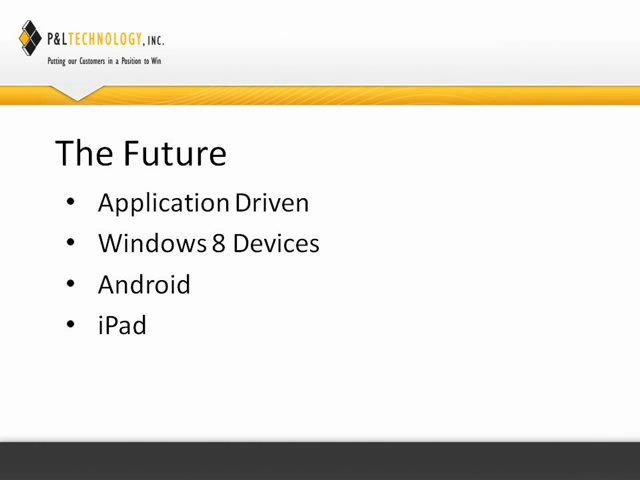 P&LTECHNOLOGY, INC.
Putting our Customers in a Position to Win
The Future
• Application Driven
• Windows 8 Devices
• Android
• iPad